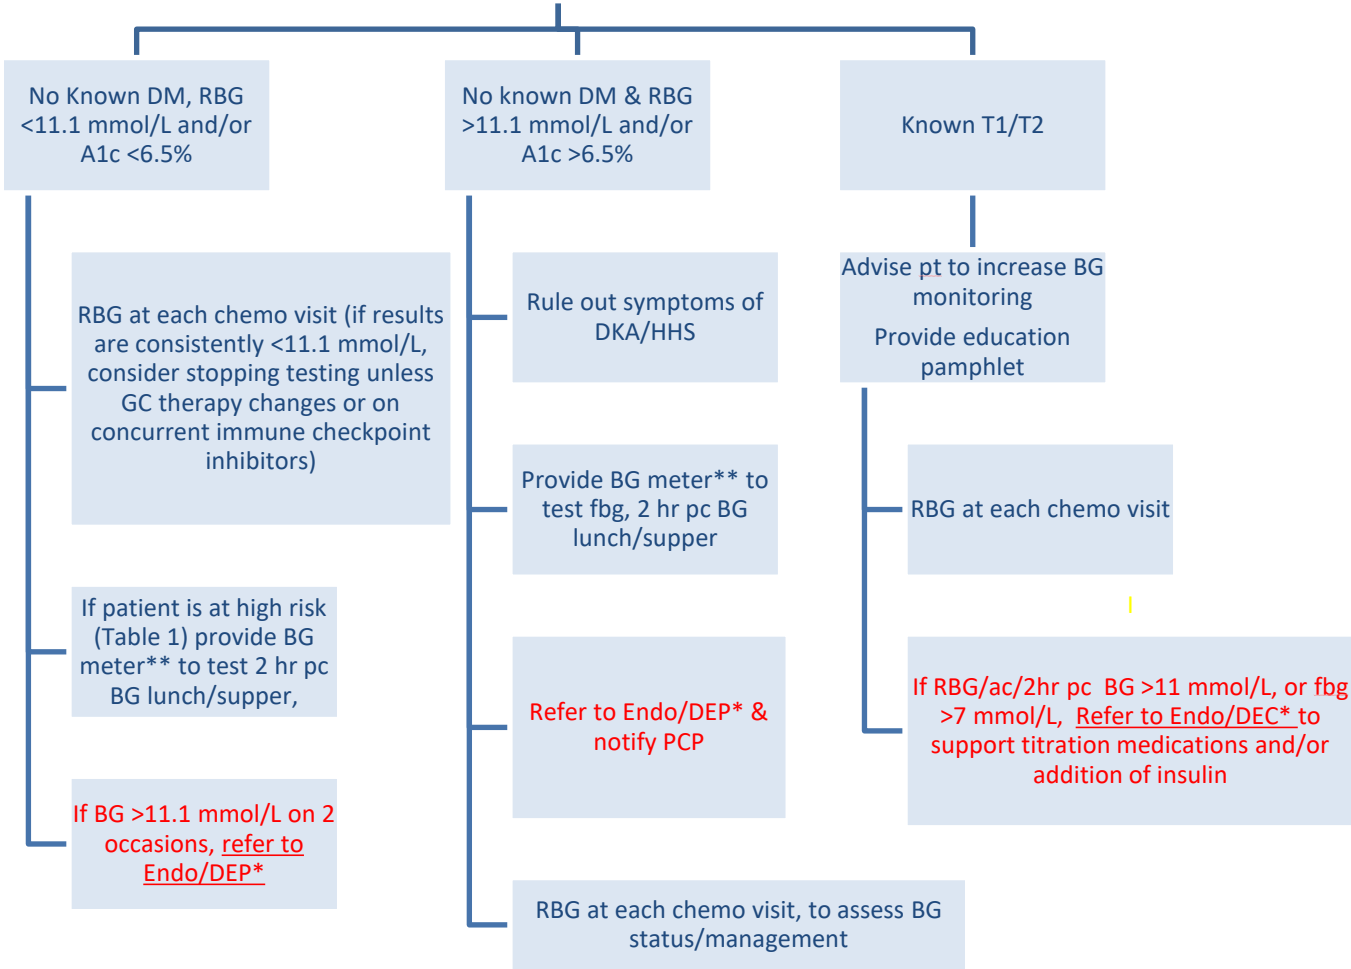 No Known DM, RBG
<11.1 mmol/L and/or
A1c <6.5%
RBG at each chemo visit (if results
are consistently <11.1 mmol/L,
consider stopping testing unless
GC therapy changes or on
concurrent immune checkpoint
inhibitors)
If patient is at high risk
(Table 1) provide BG
meter** to test 2 hr pc
BG lunch/supper,
If BG >11.1 mmol/L on 2
occasions, refer to
Endo/DEP*
No known DM & RBG
>11.1 mmol/L and/or
A1c >6.5%
Rule out symptoms of
DKA/HHS
Provide BG meter** to
test fbg, 2 hr pc BG
lunch/supper
Refer to Endo/DEP* &
notify PCP
RBG at each chemo visit, to assess BG
status/management
Known T1/T2
Advise pt to increase BG
monitoring
Provide education
pamphlet
RBG at each chemo visit
If RBG/ac/2hr pc BG >11 mmol/L, or fbg
>7 mmol/L, Refer to Endo/DEC* to
support titration medications and/or
addition of insulin